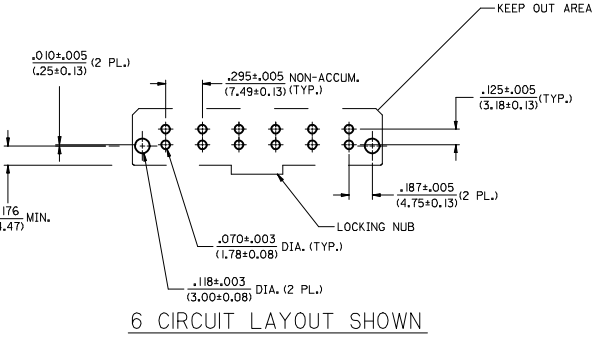 KEEP OUT AREA
.010±.005 (2 PL.)
(.25±0.13)
.295±.005 NON-ACCUM.
(7.49±0.13) (TYP.)
.125±.005 (TYP.)
(3.18±0.13)
176 MIN.
.47)
.187±.005 (2 PL.)
(4.75±0.13)
LOCKING NUB
.070±.003 DIA. (TYP.)
(1.78±0.08)
.118±.003 DIA. (2 PL.)
(3.00±0.08)
6 CIRCUIT LAYOUT SHOWN